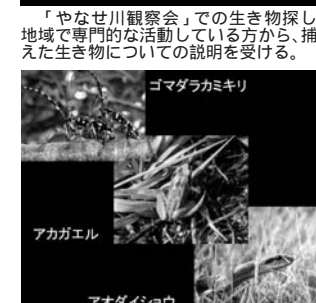 「やなせ川観察会」での生き物探し
地域で専門的な活動している方から、捕
えた生き物についての説明を受ける。
ゴマダラカミキリ
アカガエル
アオダイショウ